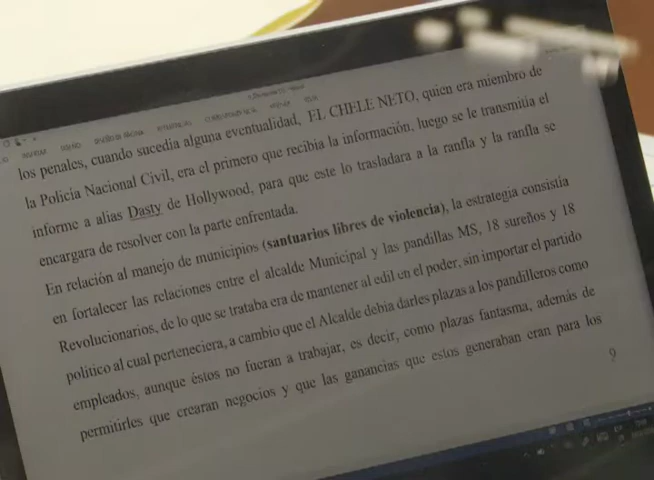 los penales, cuando sucedía alguna eventualidad, EL CHELE NETO, quien era miembro de
la Policía Nacional Civil, era el primero que recibía la información, luego se le transmitía el
informe a alias Dasty de Hollywood, para que este lo trasladara a la ranfla y la ranfla se
encargara de resolver con la parte enfrentada.
En relación al manejo de municipios (santuarios libres de violencia), la estrategia consistía
en fortalecer las relaciones entre el alcalde Municipal y las pandillas MS, 18 sureños y 18
Revolucionarios, de lo que se trataba era de mantener al edil en el poder, sin importar el partido
político al cual perteneciera, a cambio que el Alcalde debía darles plazas a los pandilleros como
empleados, aunque éstos no fueran a trabajar, es decir, como plazas fantasma, además de
permitirles que crearan negocios y que las ganancias que estos generaban eran para los
9